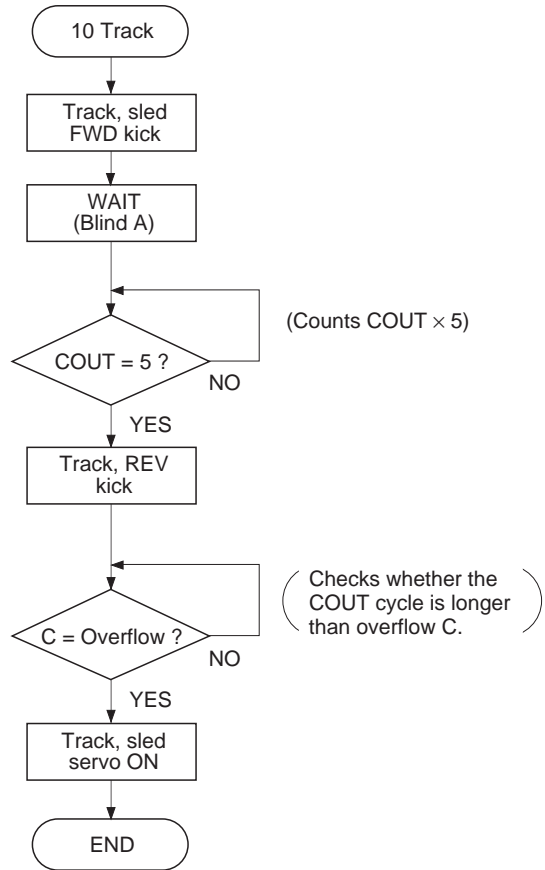 10 Track
Track, sled
FWD kick
WAIT
(Blind A)
(Counts COUT × 5)
COUT = 5 ?
NO
YES
Track, REV
kick
Checks whether the
COUT cycle is longer
than overflow C.
C = Overflow ?
NO
YES
Track, sled
servo ON
END